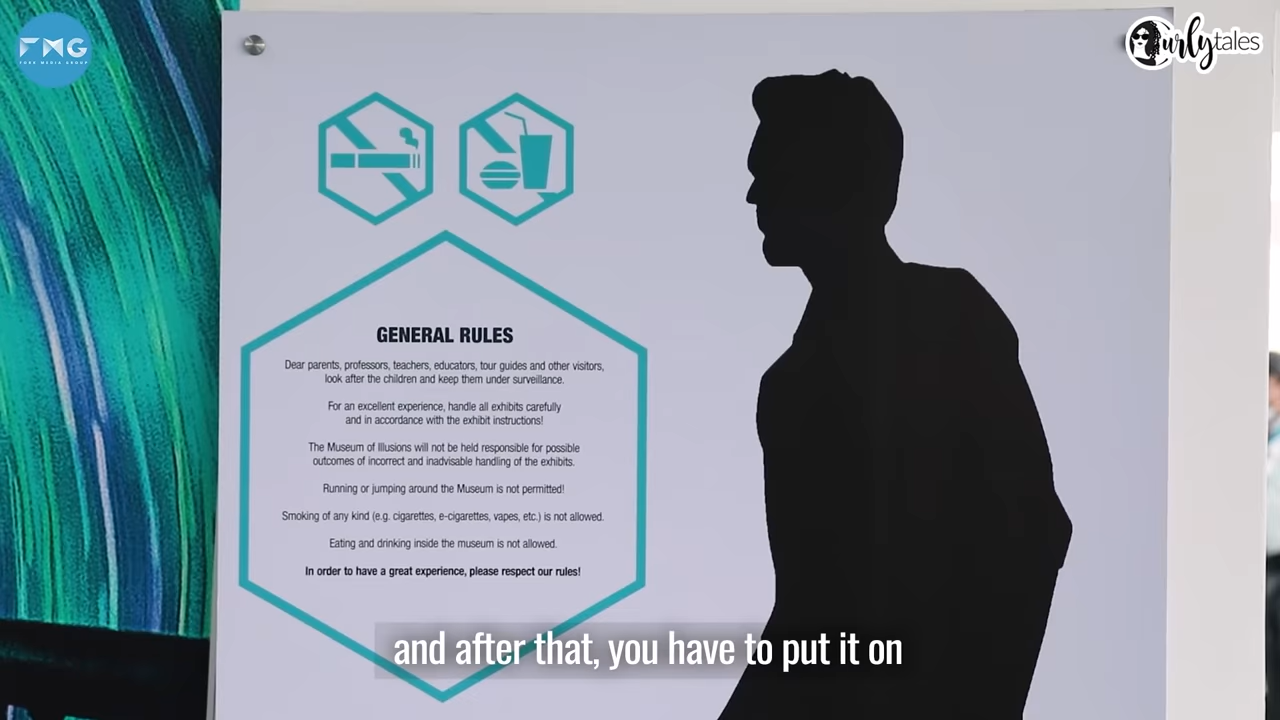 FMG
FORK MEDIA GROUP
urlytales
GENERAL RULES
Dear parents, professors, teachers, educators, tour guides and other visitors,
look after the children and keep them under surveillance.
For an excellent experience, handle all exhibits carefully
and in accordance with the exhibit instructions!
The Museum of Illusions will not be held responsible for possible
outcomes of incorrect and inadvisable handling of the exhibits.
Running or jumping around the Museum is not permitted!
Smoking of any kind (e.g. cigarettes, e-cigarettes, vapes, etc.) is not allowed.
Eating and drinking inside the museum is not allowed.
In order to have a great experience, please respect our rules!
and after that, you have to put it on